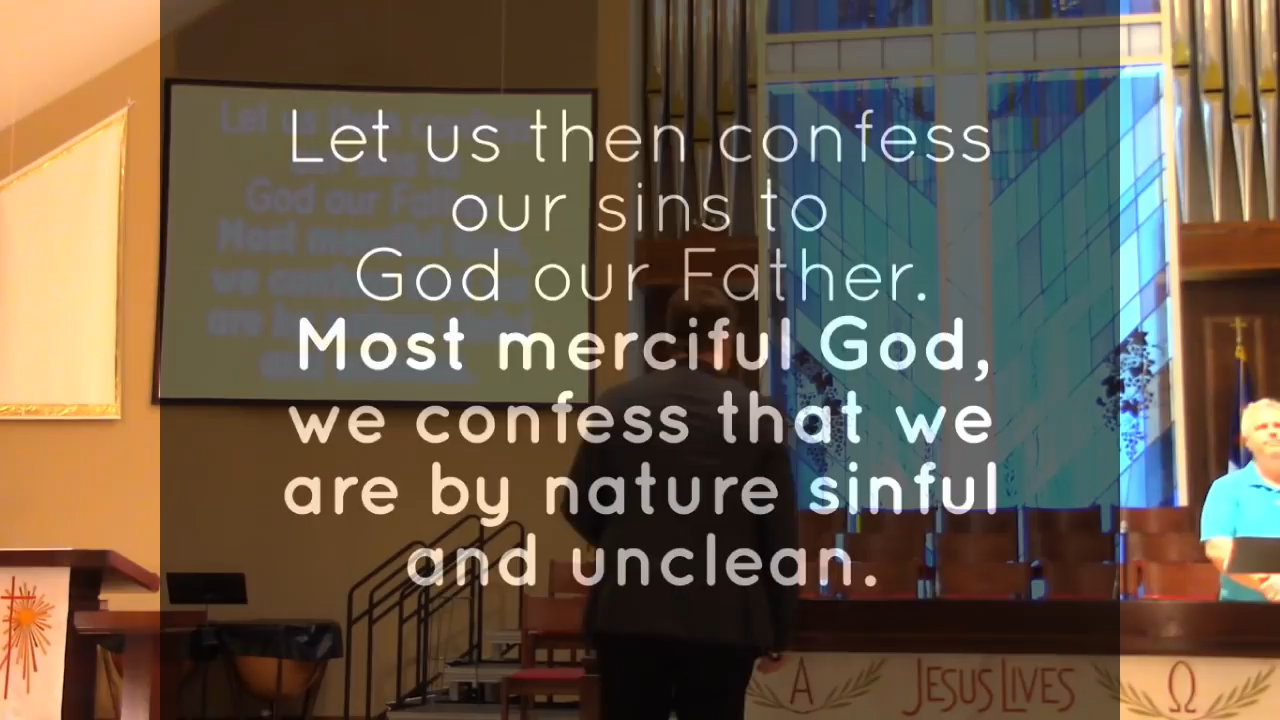 Let us then confess
our sins to
God our Father.
Most merciful God,
we confess that we
are by nature sinful
and unclean.
Α JESUS LIVES Ω